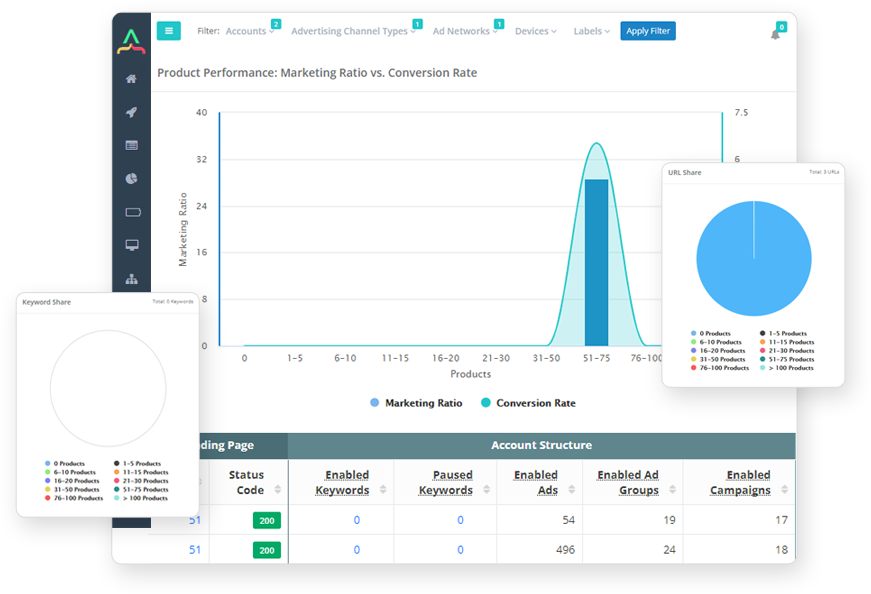 Filter: Accounts 2 Advertising Channel Types 1 Ad Networks 1 Devices Labels Apply Filter 0
Product Performance: Marketing Ratio vs. Conversion Rate
40 7.5
32 6
24
16
8
0
Marketing Ratio
0 1-5 6-10 11-15 16-20 21-30 31-50 51-75 76-100
Products
Marketing Ratio Conversion Rate
URL Share Total: 3 URLs
0 Products 1-5 Products
6-10 Products 11-15 Products
16-20 Products 21-30 Products
31-50 Products 51-75 Products
76-100 Products > 100 Products
Keyword Share Total: 0 Keywords
0 Products 1-5 Products
6-10 Products 11-15 Products
16-20 Products 21-30 Products
31-50 Products 51-75 Products
76-100 Products > 100 Products
Page Account Structure
Status Code Enabled Keywords Paused Keywords Enabled Ads Enabled Ad Groups Enabled Campaigns
51 200 0 0 54 19 17
51 200 0 0 496 24 18